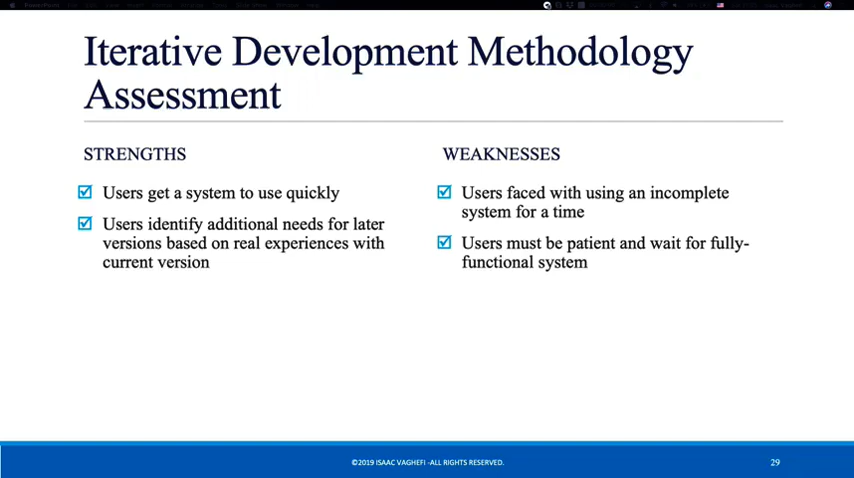 Iterative Development Methodology
Assessment
STRENGTHS
Users get a system to use quickly
Users identify additional needs for later
versions based on real experiences with
current version
WEAKNESSES
Users faced with using an incomplete
system for a time
Users must be patient and wait for fully-
functional system
©2019 ISAAC VAGHEFI -ALL RIGHTS RESERVED.
29